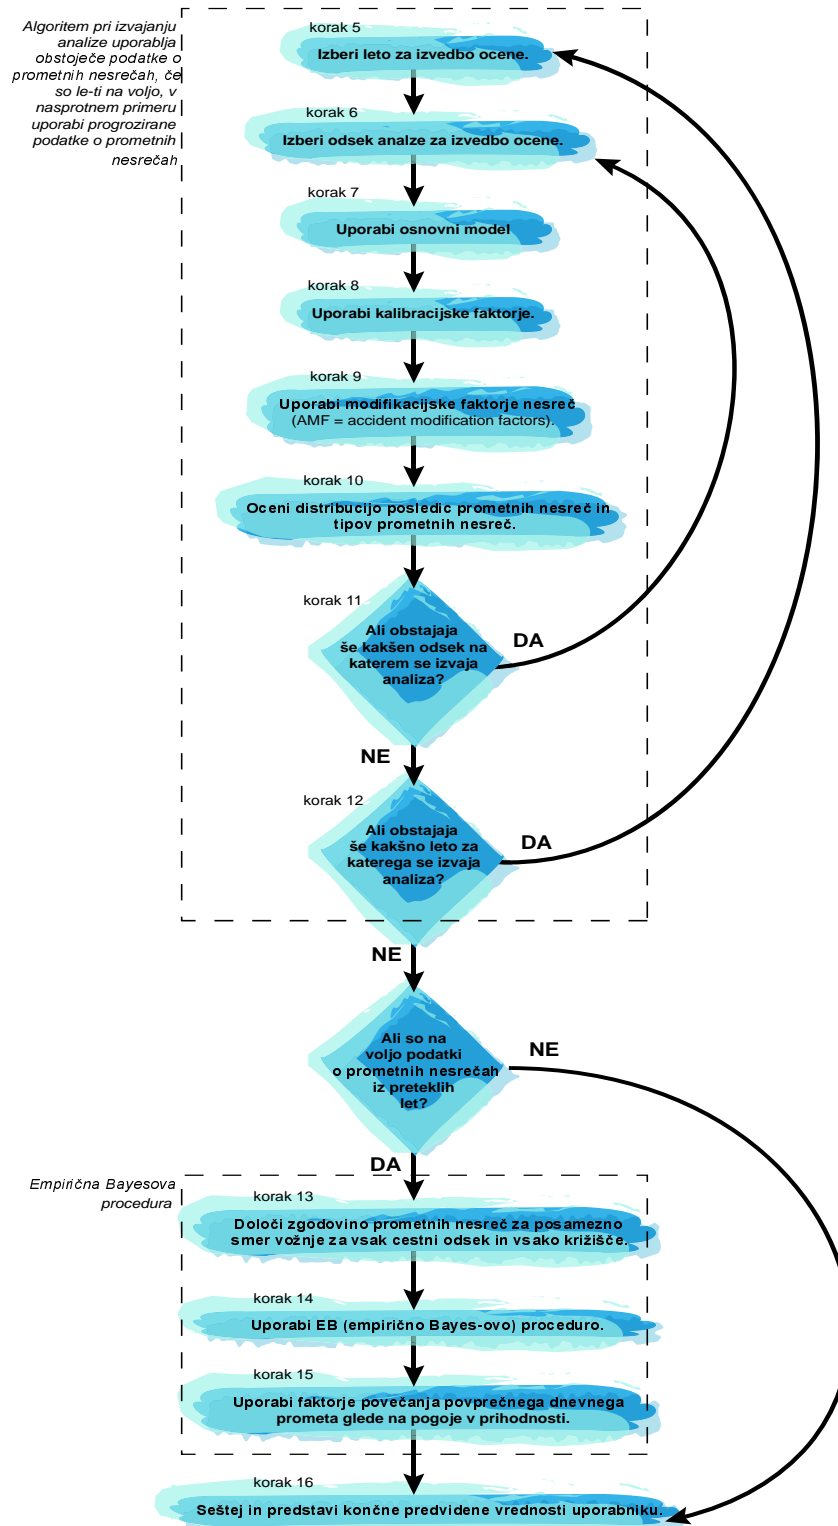 Algoritem pri izvajanju
analize uporablja
obstoječe podatke o
prometnih nesrečah, če
so le-ti na voljo, v
nasprotnem primeru
uporabi progrozirane
podatke o prometnih
nesrečah
korak 5
Izberi leto za izvedbo ocene.
korak 6
Izberi odsek analze za izvedbo ocene.
korak 7
Uporabi osnovni model
korak 8
Uporabi kalibracijske faktorje.
korak 9
Uporabi modifikacijske faktorje nesreč
(AMF = accident modification factors).
korak 10
Oceni distribucijo posledic prometnih nesreč in
tipov prometnih nesreč.
korak 11
Ali obstajaja
še kakšen odsek na
katerem se izvaja
analiza?
DA
NE
korak 12
Ali obstajaja
še kakšno leto za
katerega se izvaja
analiza?
DA
NE
Ali so na
voljo podatki
o prometnih nesrečah
iz preteklih
let?
NE
DA
Empirična Bayesova
procedura
korak 13
Določi zgodovino prometnih nesreč za posamezno
smer vožnje za vsak cestni odsek in vsako križišče.
korak 14
Uporabi EB (empirično Bayes-ovo) proceduro.
korak 15
Uporabi faktorje povečanja povprečnega dnevnega
prometa glede na pogoje v prihodnosti.
korak 16
Seštej in predstavi končne predvidene vrednosti uporabniku.